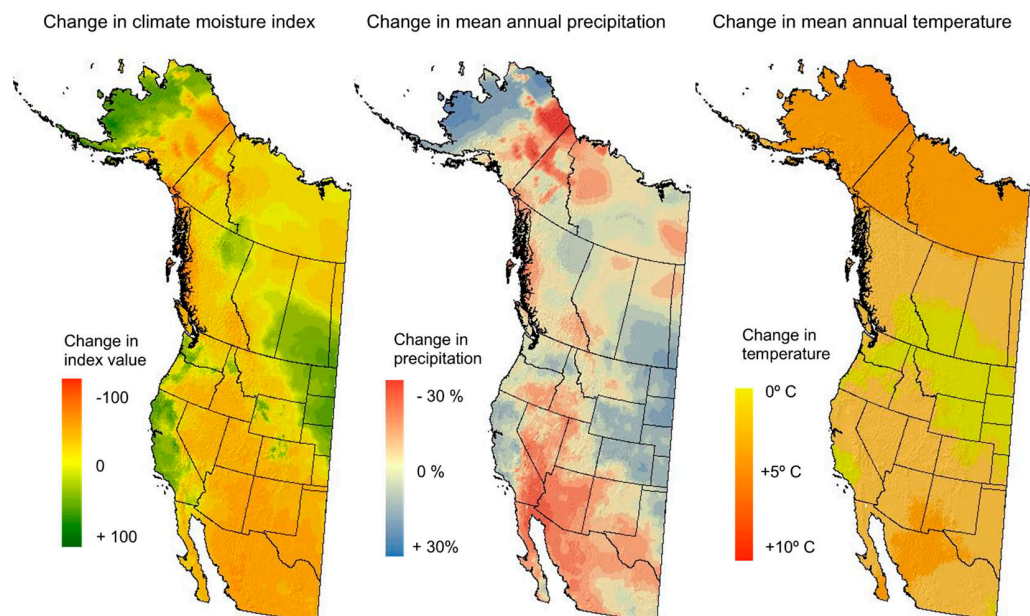 Change in climate moisture index
Change in mean annual precipitation
Change in mean annual temperature
Change in
index value
-100
0
+ 100
Change in
precipitation
- 30 %
0 %
+ 30%
Change in
temperature
0º C
+5º C
+10º C